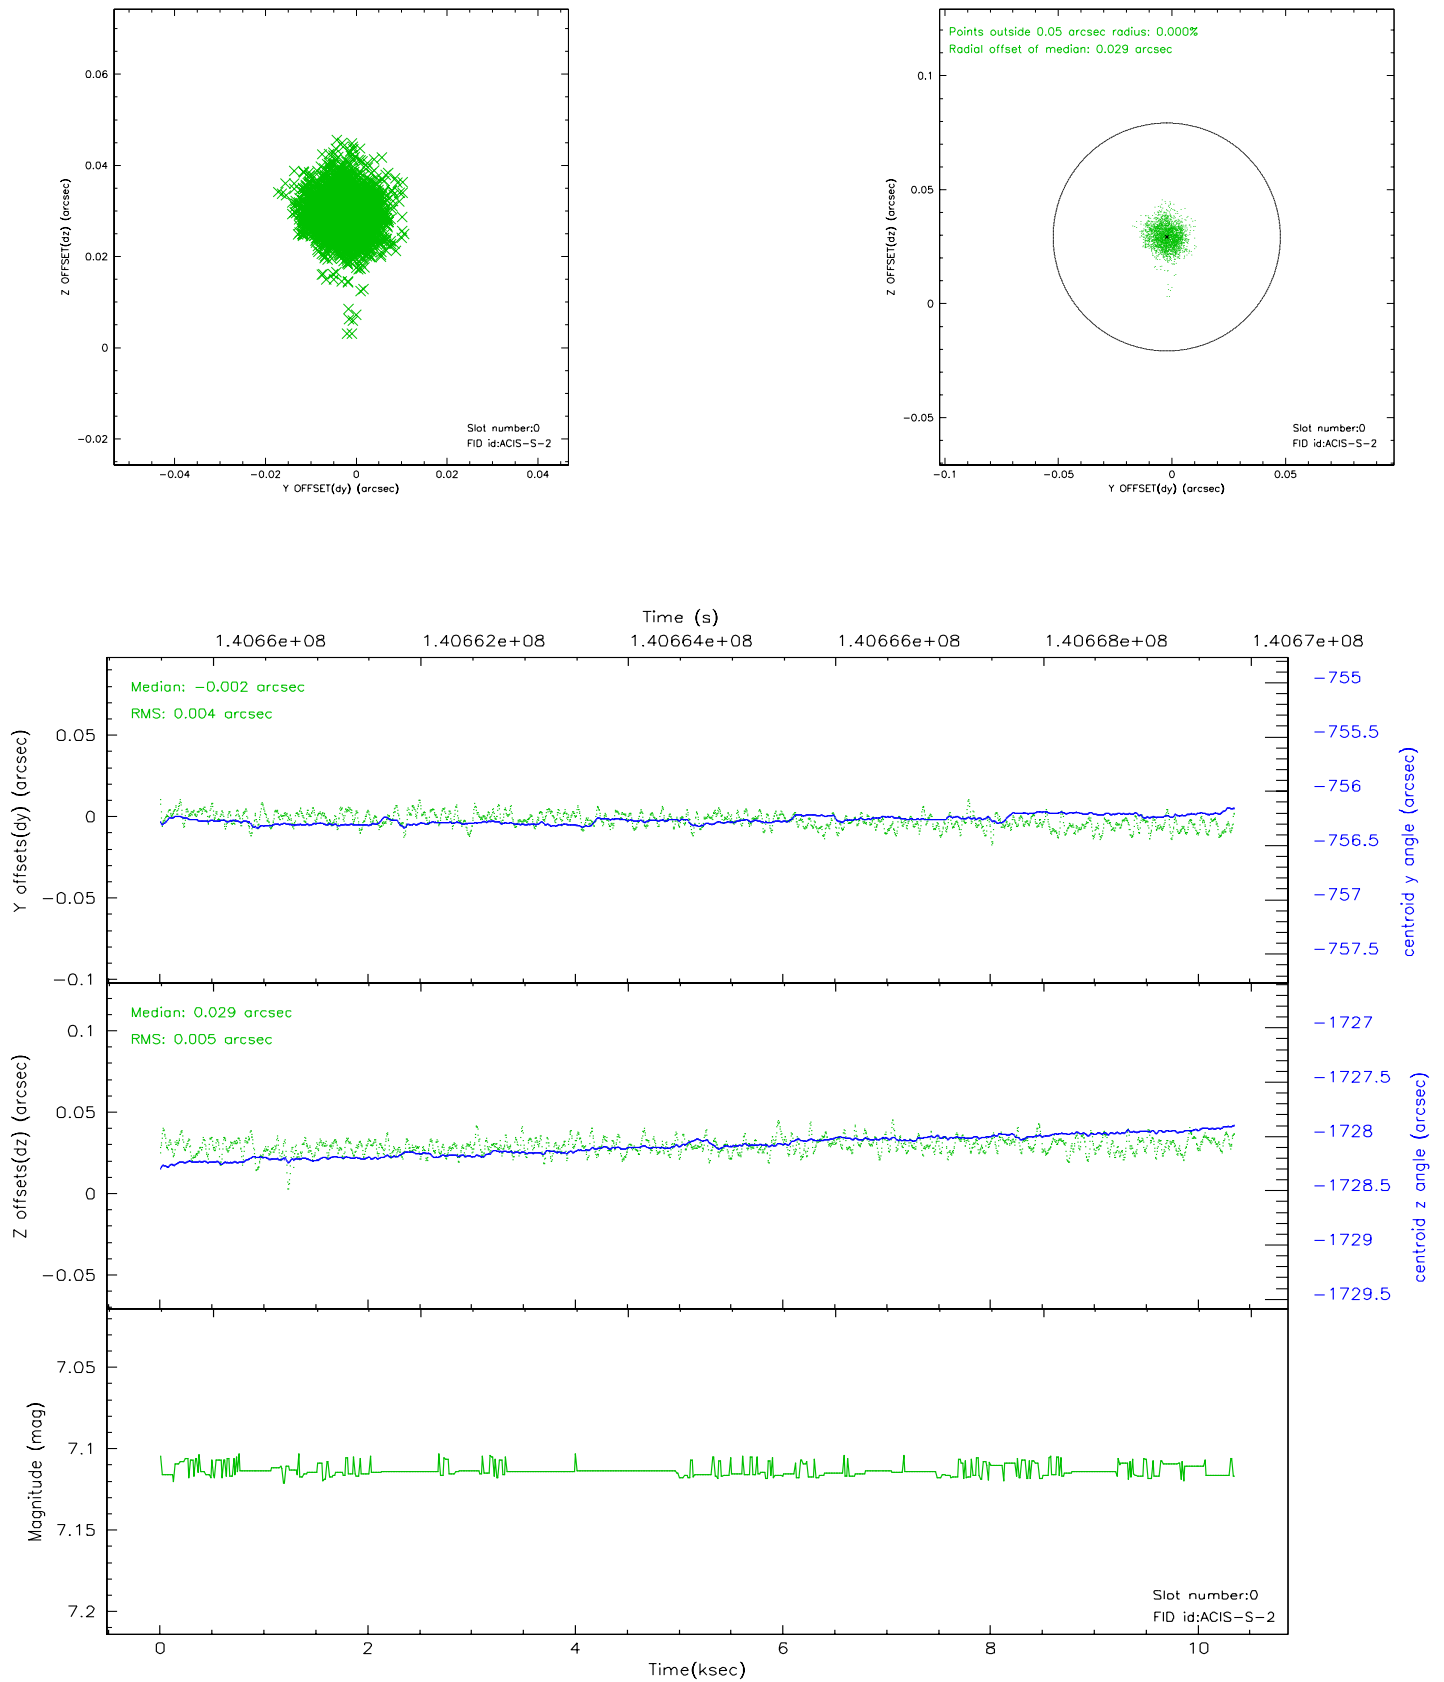 0.06
0.04
0.02
0
−0.02
−0.04
−0.02
0
0.02
0.04
Z OFFSET(dz) (arcsec)
Y OFFSET(dy) (arcsec)
Slot number:0
FID id:ACIS−S−2
Points outside 0.05 arcsec radius: 0.000%
Radial offset of median: 0.029 arcsec
0.1
0.05
0
−0.05
−0.1
−0.05
0
0.05
Z OFFSET(dz) (arcsec)
Y OFFSET(dy) (arcsec)
Slot number:0
FID id:ACIS−S−2
Time (s)
1.4066e+08
1.40662e+08
1.40664e+08
1.40666e+08
1.40668e+08
1.4067e+08
Median: −0.002 arcsec
RMS: 0.004 arcsec
0.05
0
−0.05
−0.1
Y offsets(dy) (arcsec)
−755
−755.5
−756
−756.5
−757
−757.5
centroid y angle (arcsec)
Median: 0.029 arcsec
RMS: 0.005 arcsec
0.1
0.05
0
−0.05
Z offsets(dz) (arcsec)
−1727
−1727.5
−1728
−1728.5
−1729
−1729.5
centroid z angle (arcsec)
7.05
7.1
7.15
7.2
Magnitude (mag)
Slot number:0
FID id:ACIS−S−2
0
2
4
6
8
10
Time(ksec)